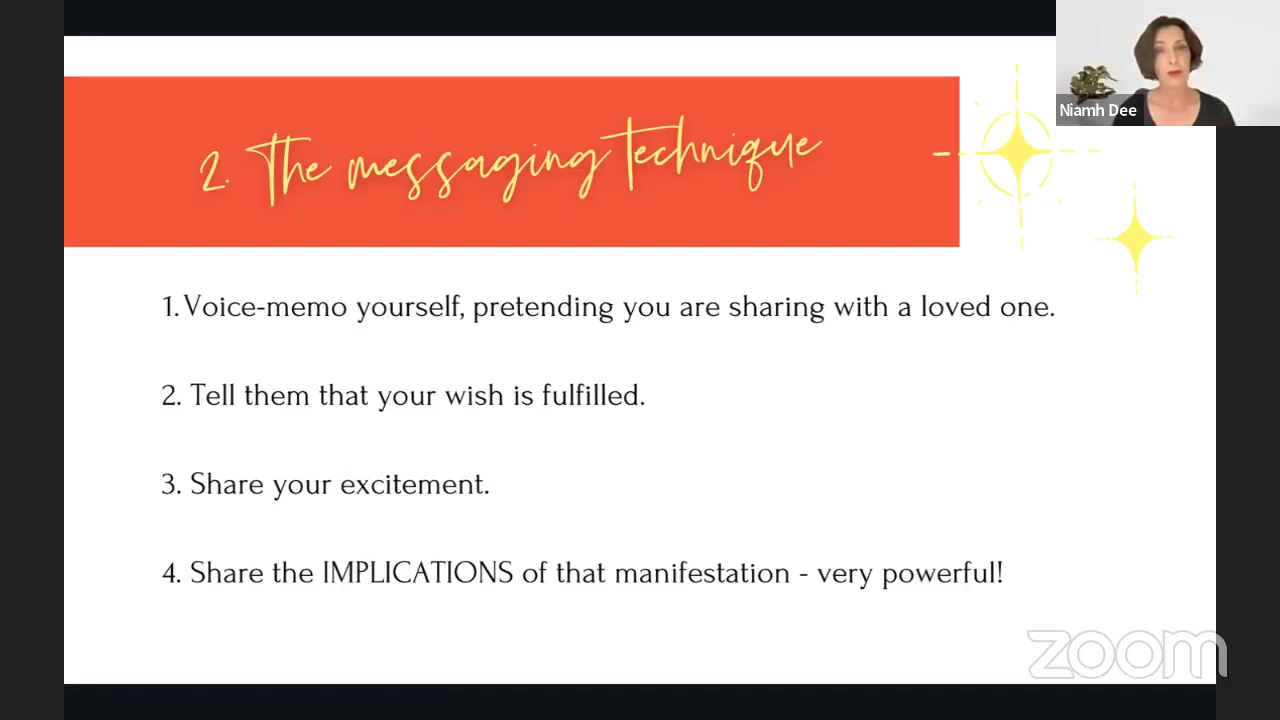 2. The messaging technique
Niamh Dee
1. Voice-memo yourself, pretending you are sharing with a loved one.
2. Tell them that your wish is fulfilled.
3. Share your excitement.
4. Share the IMPLICATIONS of that manifestation - very powerful!
zoom